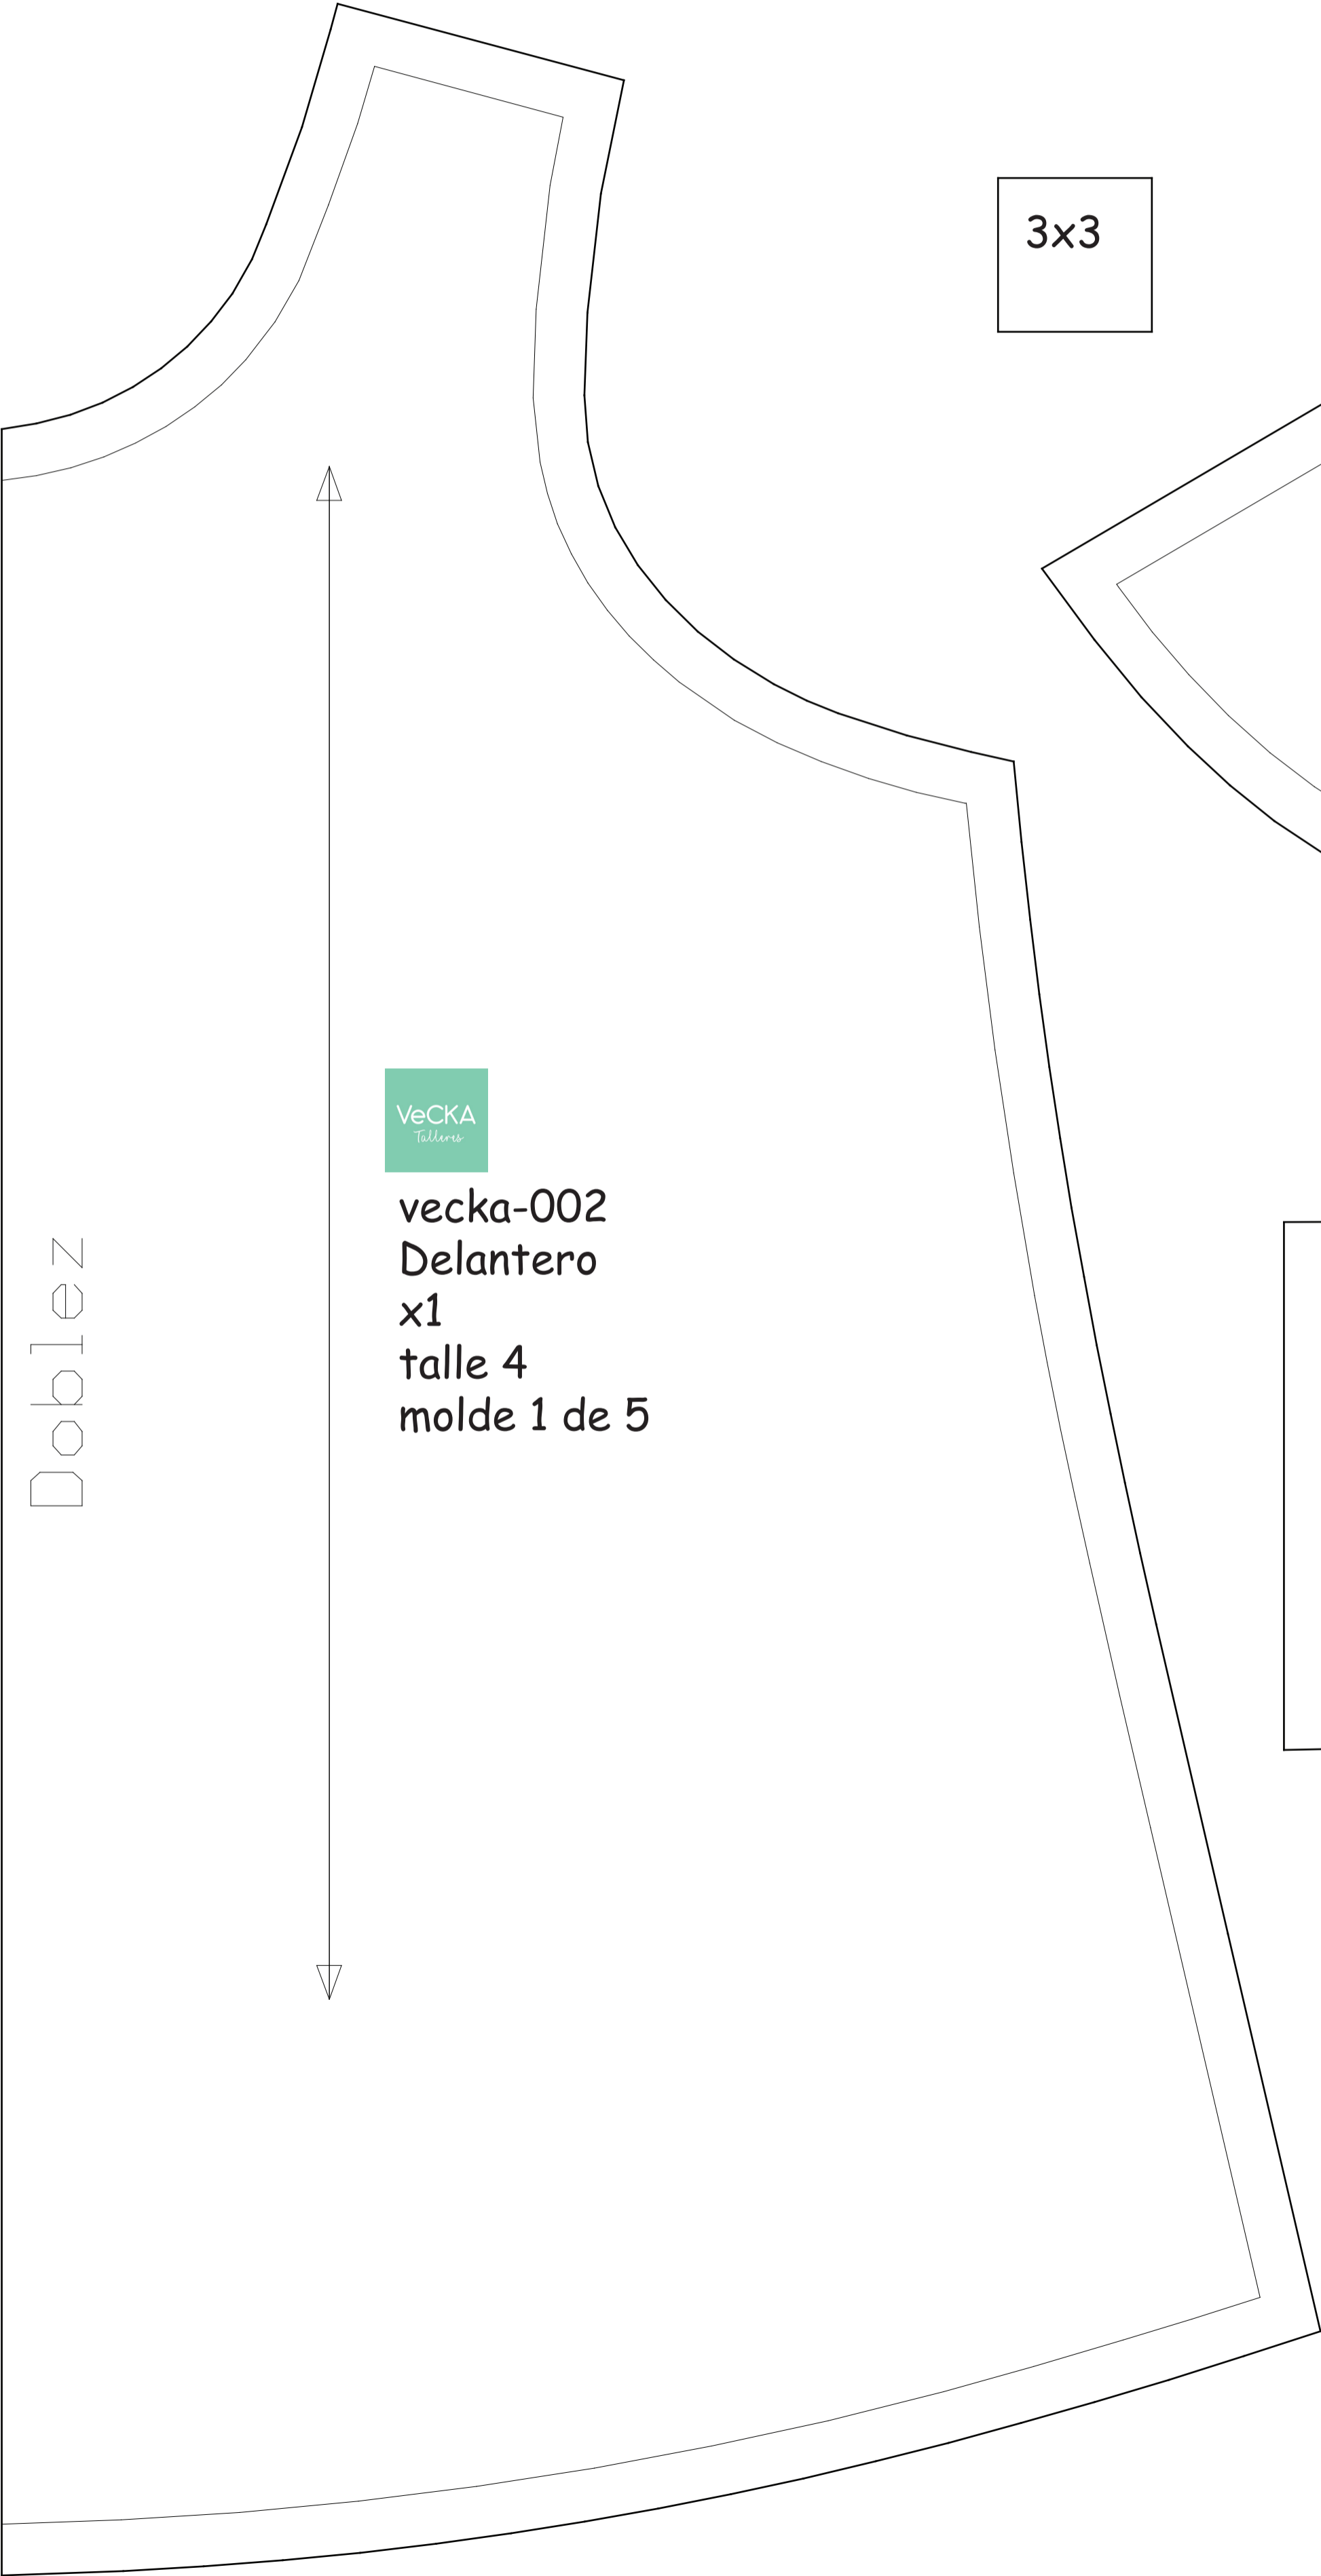 3x3
VeCKA
Talleres
vecka-002
Delantero
x1
talle 4
molde 1 de 5
Doblez